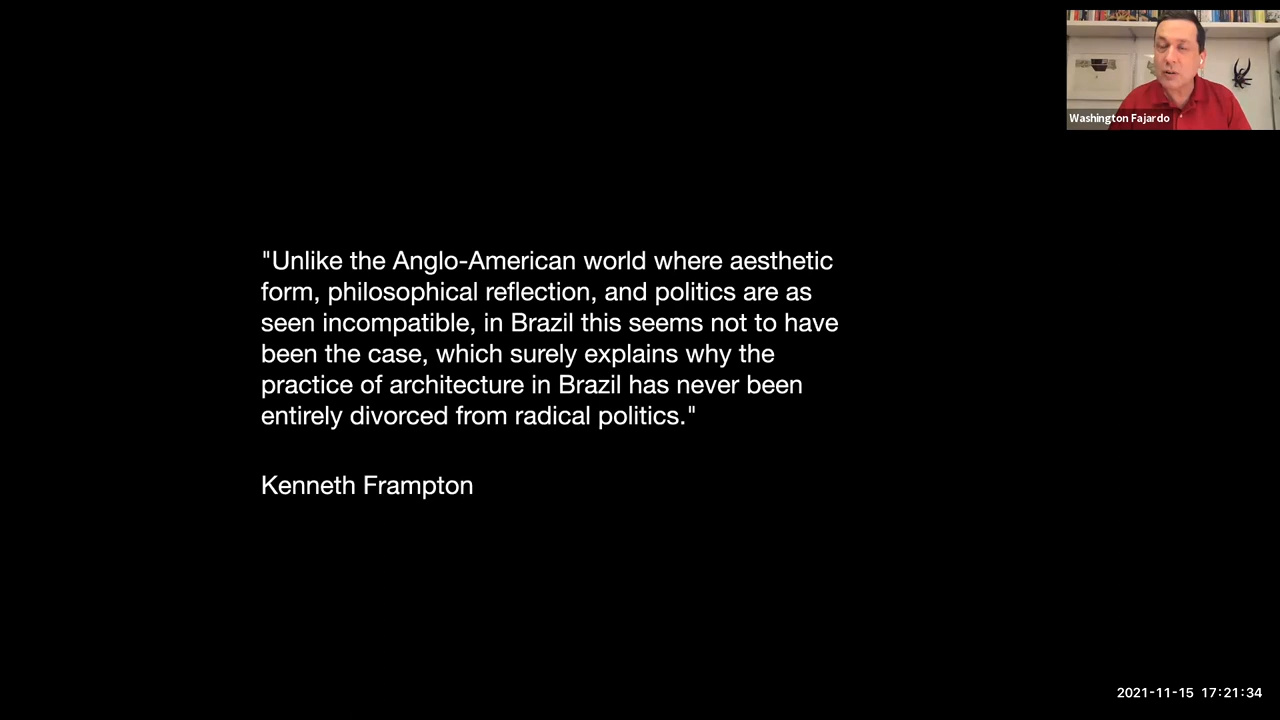 Washington Fajardo
"Unlike the Anglo-American world where aesthetic
form, philosophical reflection, and politics are as
seen incompatible, in Brazil this seems not to have
been the case, which surely explains why the
practice of architecture in Brazil has never been
entirely divorced from radical politics."
Kenneth Frampton
2021-11-15 17:21:34